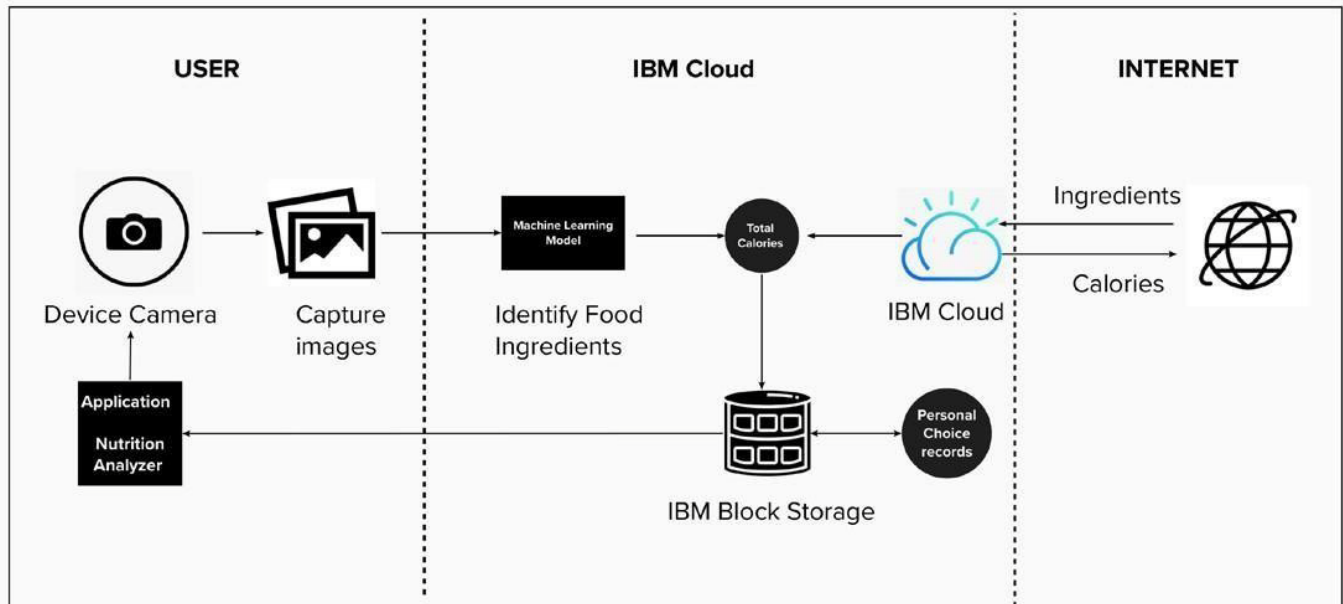 USER
IBM Cloud
INTERNET
Device Camera
Capture
images
Machine Learning
Model
Identify Food
Ingredients
Total
Calories
IBM Cloud
Ingredients
Calories
Application
Nutrition
Analyzer
IBM Block Storage
Personal
Choice
records